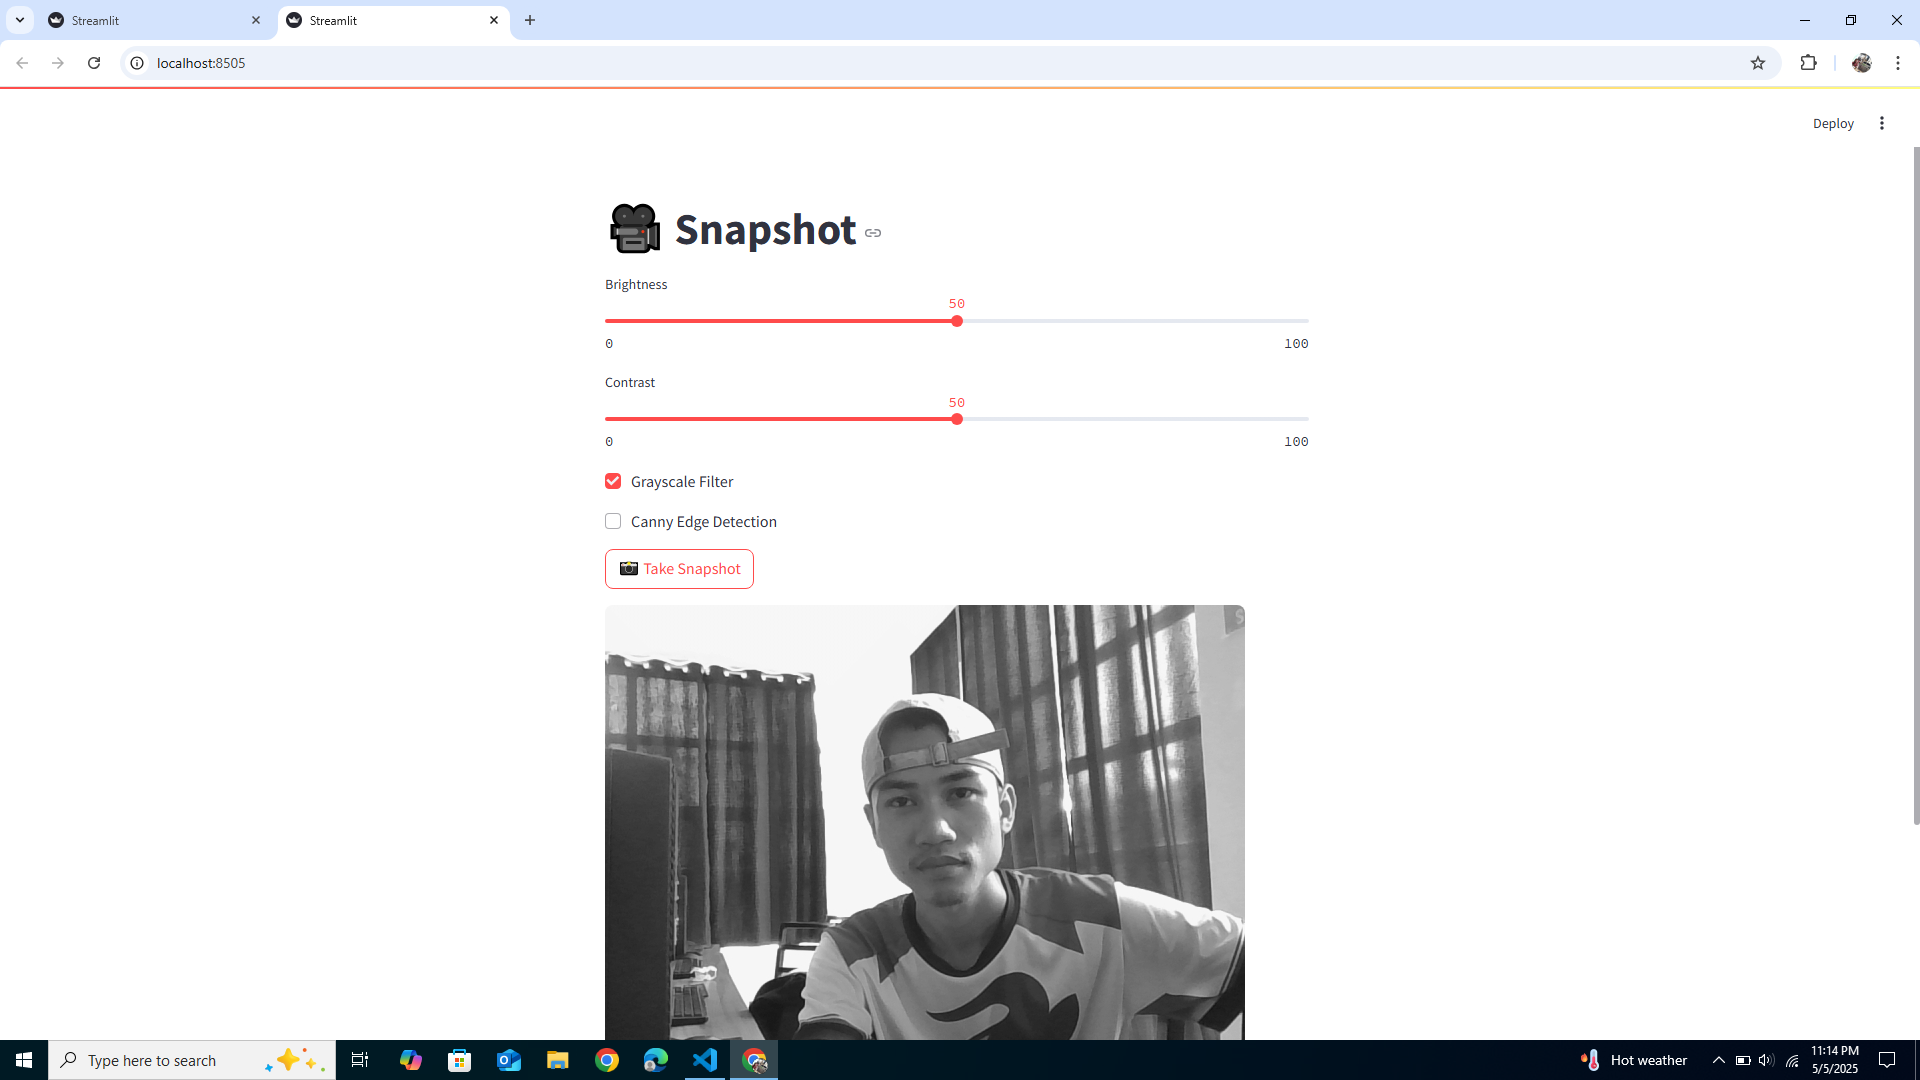 Streamlit
Streamlit
localhost:8505
Deploy
Snapshot
Brightness
50
0 100
Contrast
50
0 100
Grayscale Filter
Canny Edge Detection
Take Snapshot
Type here to search
Hot weather
11:14 PM
5/5/2025